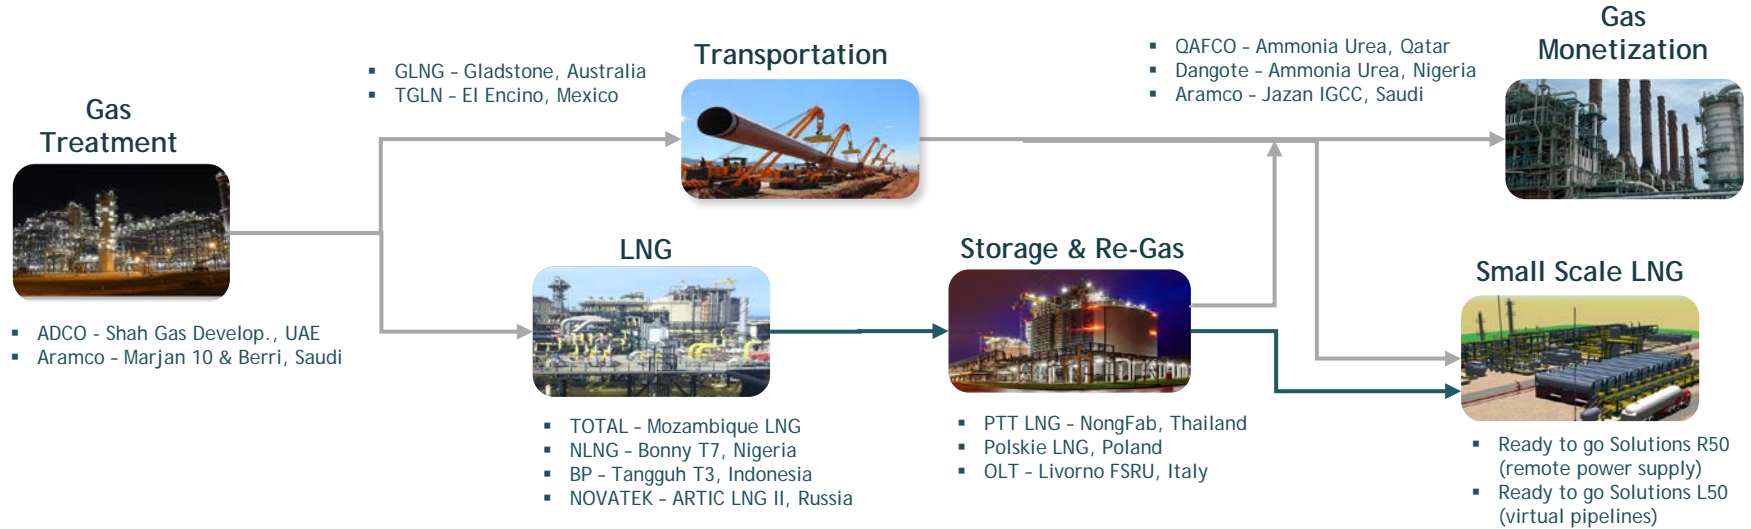 Gas
Treatment
▪ ADCO - Shah Gas Develop., UAE
▪ Aramco – Marjan 10 & Berri, Saudi
▪ GLNG – Gladstone, Australia
▪ TGLN – El Encino, Mexico
Transportation
LNG
▪ TOTAL – Mozambique LNG
▪ NLNG – Bonny T7, Nigeria
▪ BP – Tangguh T3, Indonesia
▪ NOVATEK – ARTIC LNG II, Russia
Storage & Re-Gas
▪ PTT LNG – NongFab, Thailand
▪ Polskie LNG, Poland
▪ OLT – Livorno FSRU, Italy
▪ QAFCO – Ammonia Urea, Qatar
▪ Dangote – Ammonia Urea, Nigeria
▪ Aramco – Jazan IGCC, Saudi
Gas
Monetization
Small Scale LNG
▪ Ready to go Solutions R50
(remote power supply)
▪ Ready to go Solutions L50
(virtual pipelines)